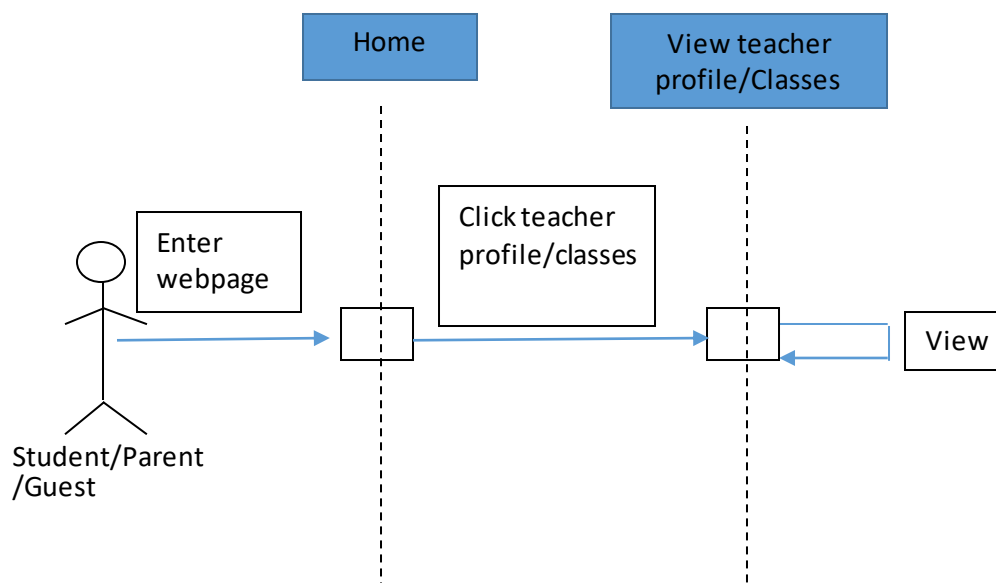 Home
View teacher
profile/Classes
Enter
webpage
Click teacher
profile/classes
View
Student/Parent
/Guest